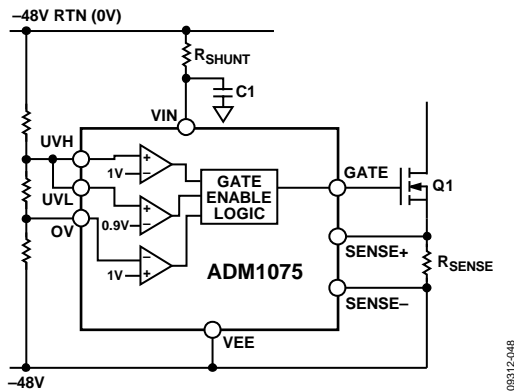 –48V RTN (0V)
RSHUNT
C1
VIN
UVH
1V
GATE
ENABLE
LOGIC
GATE
Q1
UVL
0.9V
OV
1V
ADM1075
SENSE+
RSENSE
SENSE–
VEE
–48V
09312-048